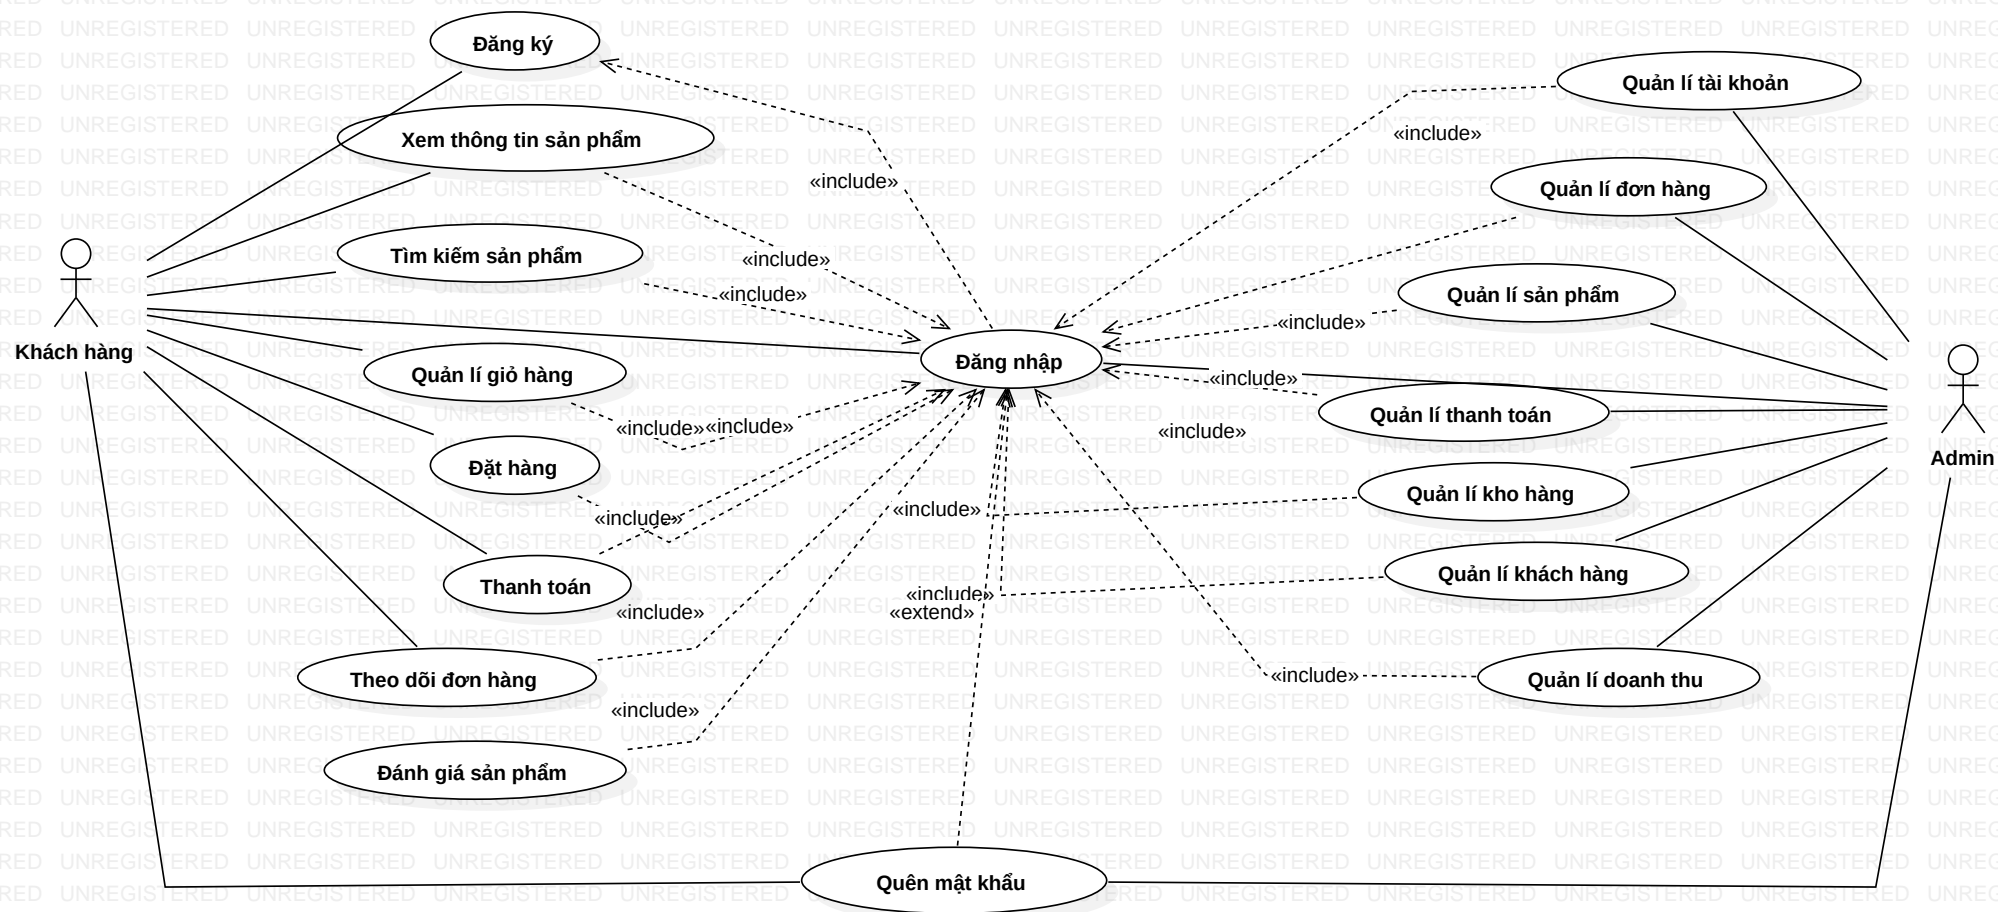 Đăng ký
Quản lí tài khoản
Xem thông tin sản phẩm
«include»
«include»
Quản lí đơn hàng
Tìm kiếm sản phẩm
«include»
«include»
Quản lí sản phẩm
«include»
Khách hàng
Đăng nhập
Quản lí giỏ hàng
«include»
Quản lí thanh toán
«include»«include»
«include»
Admin
Đặt hàng
Quản lí kho hàng
«include»
«include»
Quản lí khách hàng
Thanh toán
«include»
«include»
«extend»
Theo dõi đơn hàng
«include»
Quản lí doanh thu
«include»
Đánh giá sản phẩm
Quên mật khẩu
UNREGISTERED